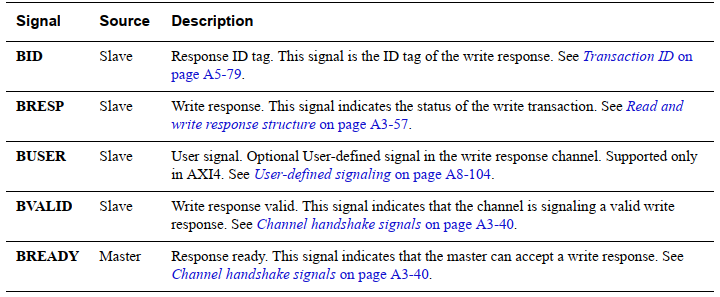 Signal Source Description
BID Slave Response ID tag. This signal is the ID tag of the write response. See Transaction ID on
page A5-79.
BRESP Slave Write response. This signal indicates the status of the write transaction. See Read and
write response structure on page A3-57.
BUSER Slave User signal. Optional User-defined signal in the write response channel. Supported only
in AXI4. See User-defined signaling on page A8-104.
BVALID Slave Write response valid. This signal indicates that the channel is signaling a valid write
response. See Channel handshake signals on page A3-40.
BREADY Master Response ready. This signal indicates that the master can accept a write response. See
Channel handshake signals on page A3-40.